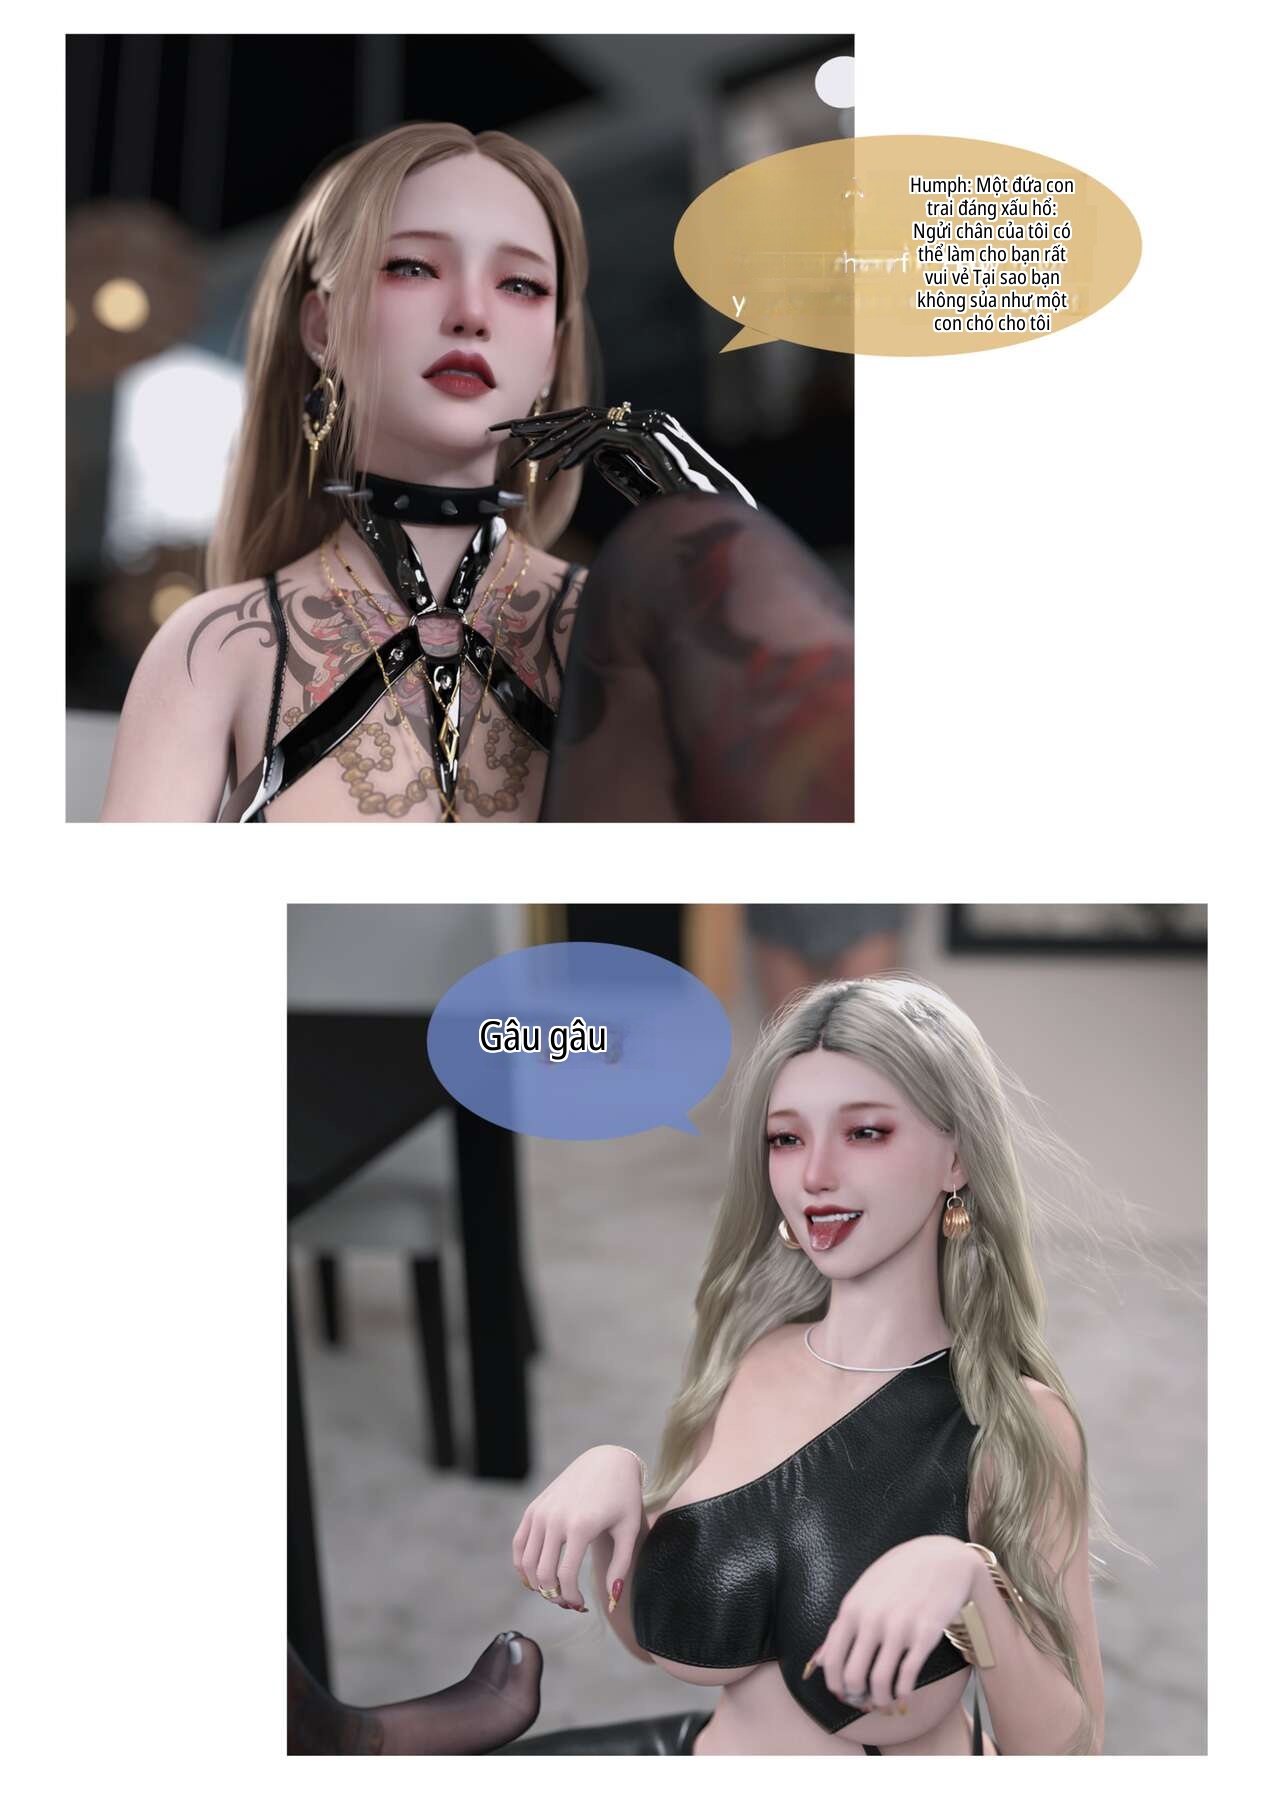 Humph: Một đứa con
trai đáng xấu hổ:
Ngửi chân của tôi có
thể làm cho bạn rất
vui vẻ Tại sao bạn
không sủa như một
con chó cho tôi
Gâu gâu